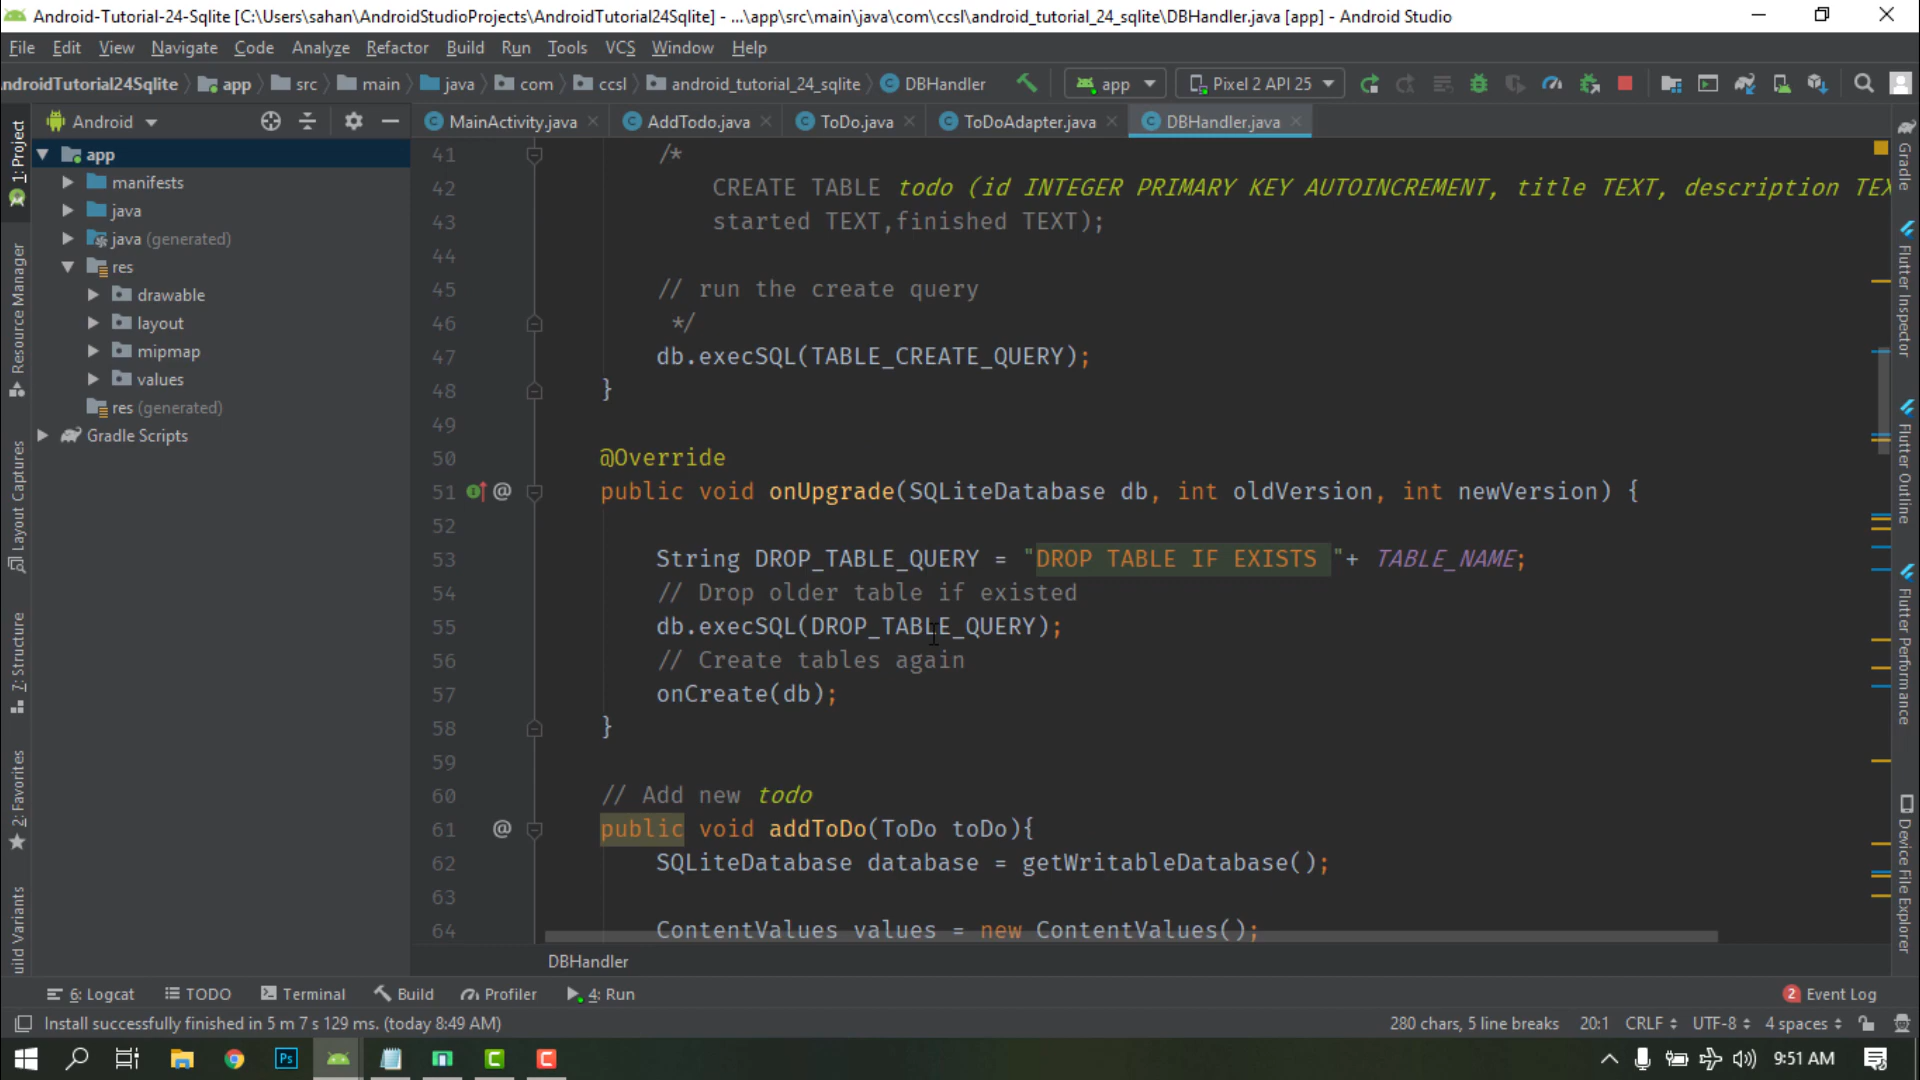 Android-Tutorial-24-Sqlite [C:\Users\sahan\AndroidStudioProjects\AndroidTutorial24Sqlite] - ...\app\src\main\java\com\ccsl\android_tutorial_24_sqlite\DBHandler.java [app] - Android Studio
File Edit View Navigate Code Analyze Refactor Build Run Tools VCS Window Help
ndroidTutorial24Sqlite app src main java com ccsl android_tutorial_24_sqlite DBHandler app Pixel 2 API 25
Android MainActivity.java AddTodo.java ToDo.java ToDoAdapter.java DBHandler.java
1: Project
Resource Manager
Layout Captures
7: Structure
2: Favorites
uild Variants
app
manifests
java
java (generated)
res
drawable
layout
mipmap
values
res (generated)
Gradle Scripts
41 /*
42 CREATE TABLE todo (id INTEGER PRIMARY KEY AUTOINCREMENT, title TEXT, description TEX
43 started TEXT,finished TEXT);
44
45 // run the create query
46 */
47 db.execSQL(TABLE_CREATE_QUERY);
48 }
49
50 @Override
51 @ public void onUpgrade(SQLiteDatabase db, int oldVersion, int newVersion) {
52
53 String DROP_TABLE_QUERY = "DROP TABLE IF EXISTS "+ TABLE_NAME;
54 // Drop older table if existed
55 db.execSQL(DROP_TABLE_QUERY);
56 // Create tables again
57 onCreate(db);
58 }
59
60 // Add new todo
61 @ public void addToDo(ToDo toDo){
62 SQLiteDatabase database = getWritableDatabase();
63
64 ContentValues values = new ContentValues();
DBHandler
Gradle
Flutter Inspector
Flutter Outline
Flutter Performance
Device File Explorer
6: Logcat TODO Terminal Build Profiler 4: Run 2 Event Log
Install successfully finished in 5 m 7 s 129 ms. (today 8:49 AM) 280 chars, 5 line breaks 20:1 CRLF UTF-8 4 spaces
Ps 9:51 AM